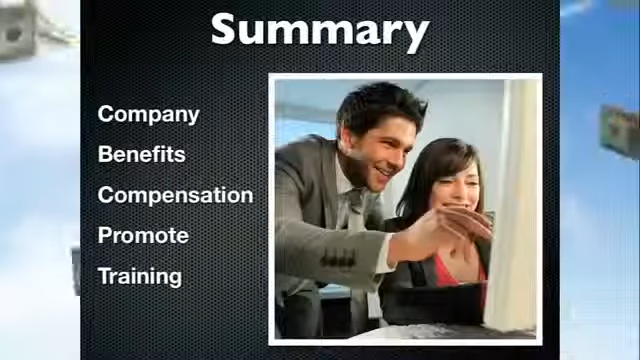 Summary
Company
Benefits
Compensation
Promote
Training